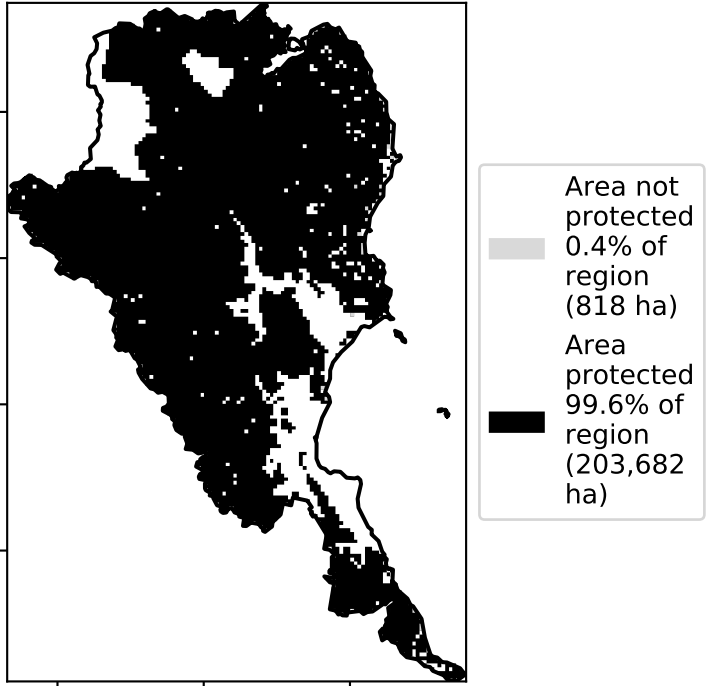 Area not
protected
0.4% of
region
(818 ha)
Area
protected
99.6% of
region
(203,682
ha)